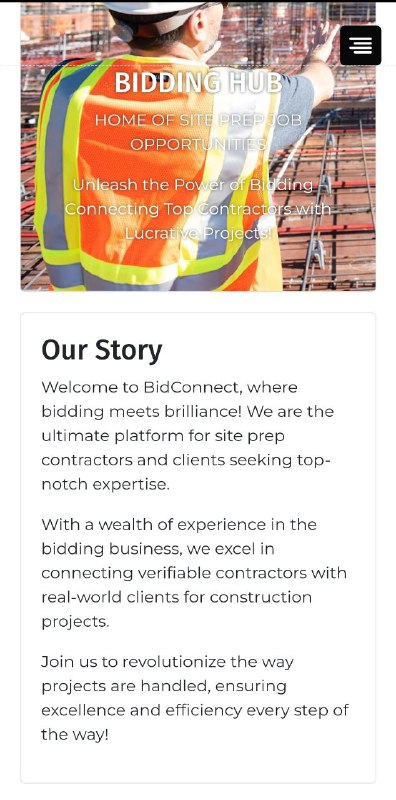 BIDDING HUB
HOME OF SITE PREP JOB
OPPORTUNITIES
Unleash the Power of Bidding
Connecting Top Contractors with
Lucrative Projects!
Our Story
Welcome to BidConnect, where
bidding meets brilliance! We are the
ultimate platform for site prep
contractors and clients seeking top-
notch expertise.
With a wealth of experience in the
bidding business, we excel in
connecting verifiable contractors with
real-world clients for construction
projects.
Join us to revolutionize the way
projects are handled, ensuring
excellence and efficiency every step of
the way!